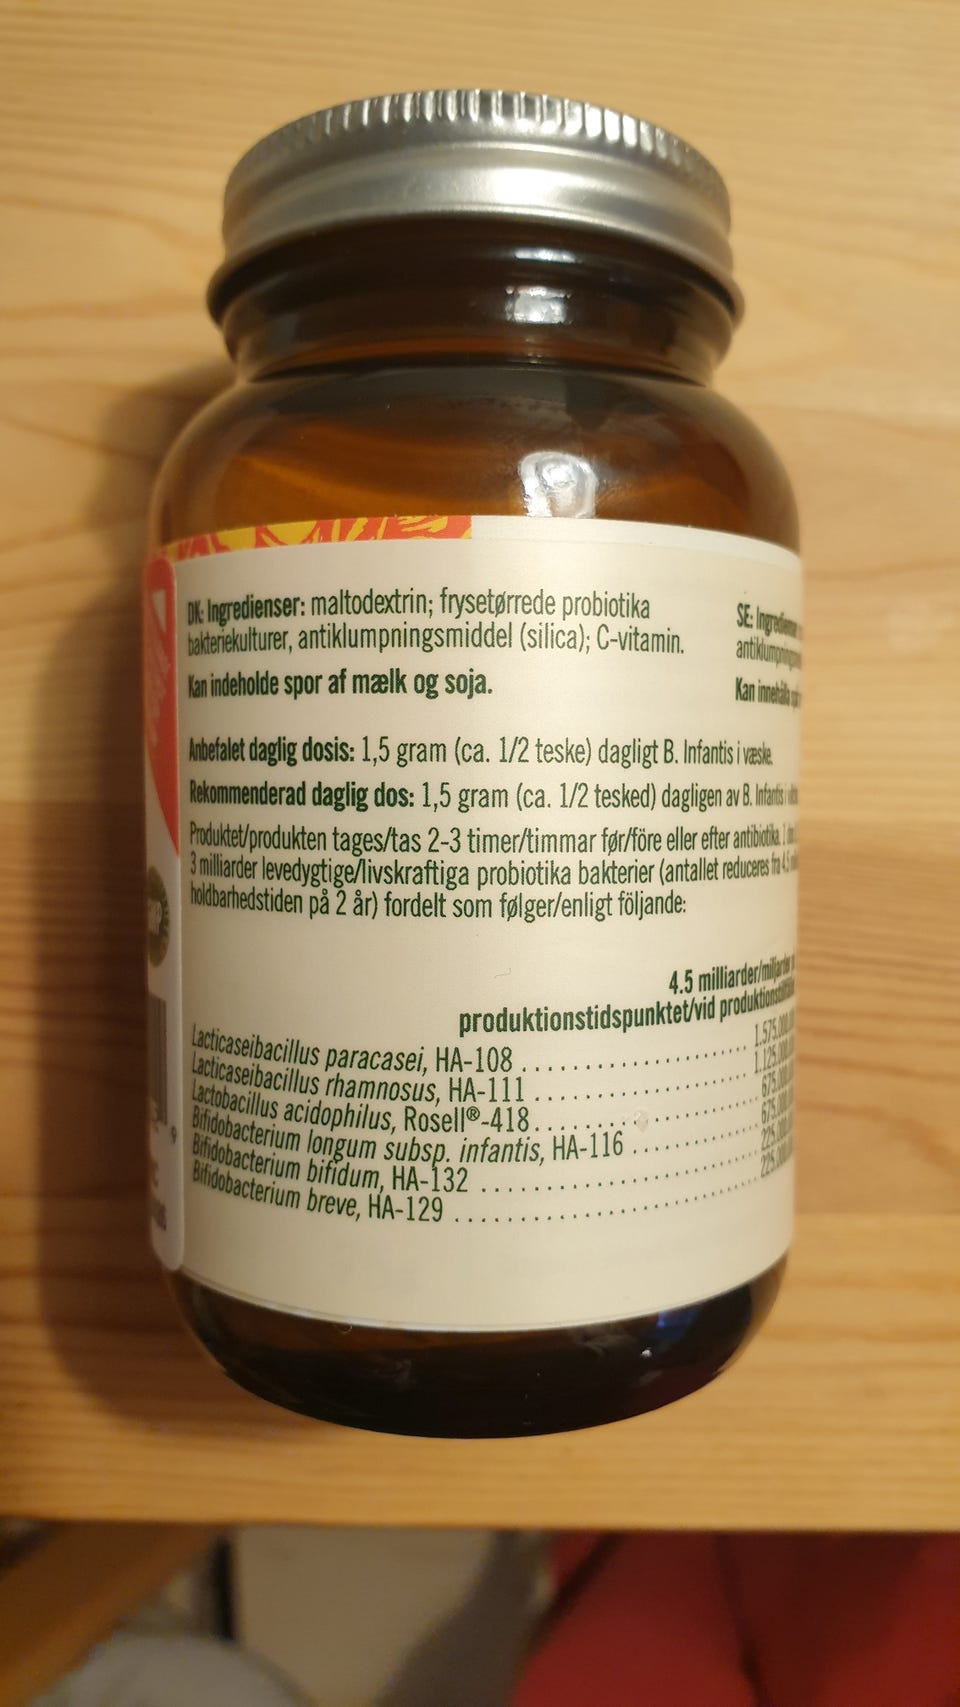 DK: Ingredienser: maltodextrin; frysetørrede probiotika
bakteriekulturer, antiklumpningsmiddel (silica); C-vitamin.
Kan indeholde spor af mælk og soja.
SE:
Kan innehålla
Anbefalet daglig dosis: 1,5 gram (ca. 1/2 teske) dagligt B. Infantis i væske.
Rekommenderad daglig dos: 1,5 gram (ca. 1/2 tesked) dagligen av B. Infantis i
Produktet/produkten tages/tas 2-3 timer/timmar før/före eller efter antibiotika. 1
3 milliarder levedygtige/livskraftiga probiotika bakterier (antallet reduceres fra 4,5
holdbarhedstiden på 2 år) fordelt som følger/enligt följande:
4.5 milliarder/miljarder
produktionstidspunktet/vid
Lacticaseibacillus paracasei, HA-108
Lacticaseibacillus rhamnosus, HA-111
Lactobacillus acidophilus, Rosell®-418
Bifidobacterium longum subsp. infantis, HA-116
Bifidobacterium bifidum, HA-132
Bifidobacterium breve, HA-129